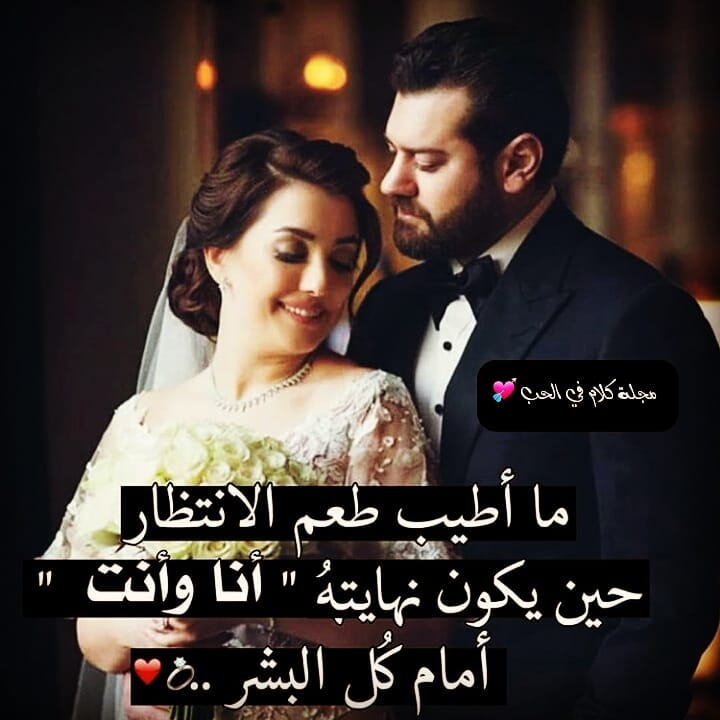 مجلة كلام في الحب 💘
ما أطيب طعم الانتظارِ
حين يكون نهايتهُ " أنا وأنت "
أمام كُل البشر ..💍❤️